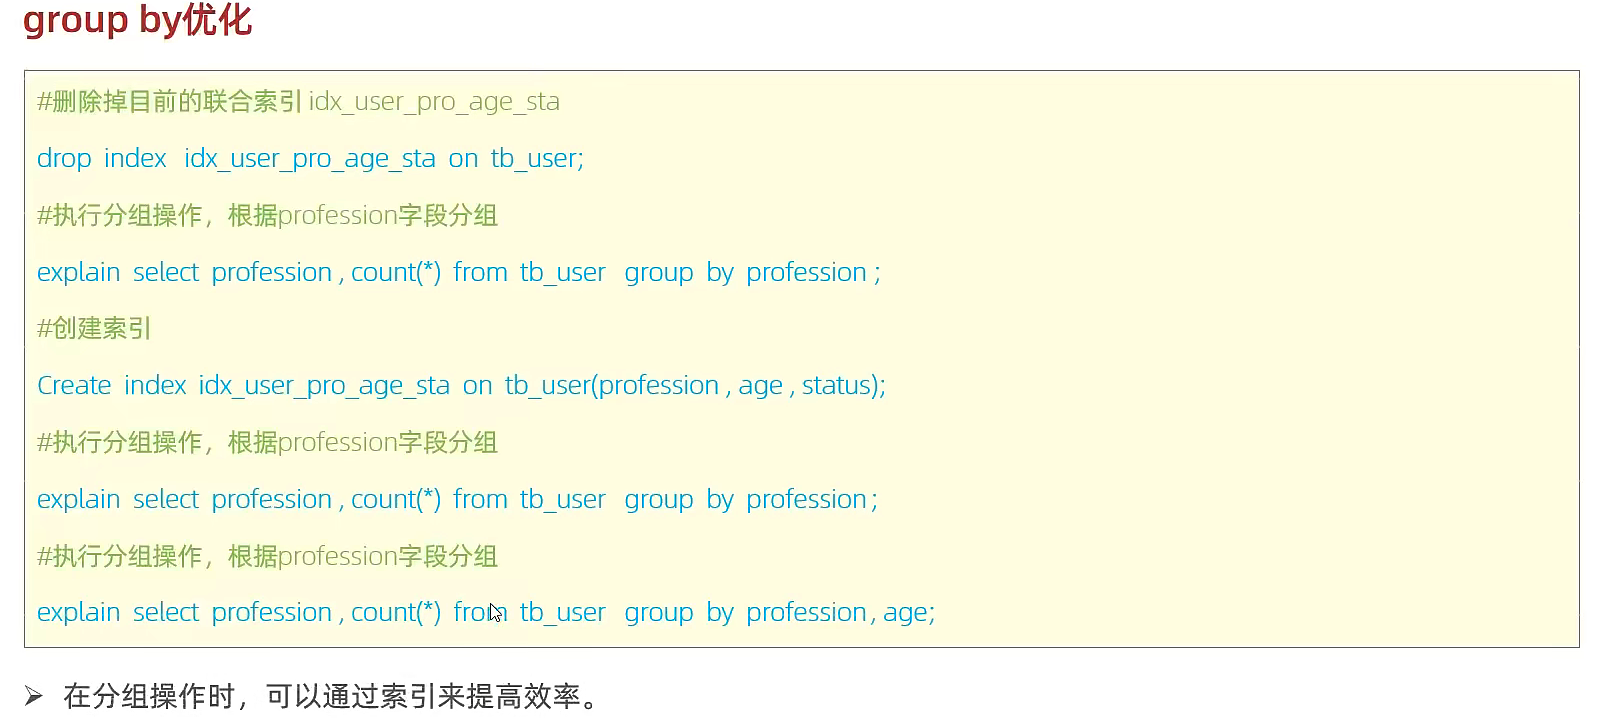 group by优化
#删除掉目前的联合索引 idx_user_pro_age_sta
drop index idx_user_pro_age_sta on tb_user;
#执行分组操作，根据profession字段分组
explain select profession , count(*) from tb_user group by profession ;
#创建索引
Create index idx_user_pro_age_sta on tb_user(profession , age , status);
#执行分组操作，根据profession字段分组
explain select profession , count(*) from tb_user group by profession ;
#执行分组操作，根据profession字段分组
explain select profession , count(*) from tb_user group by profession , age;
➢ 在分组操作时，可以通过索引来提高效率。